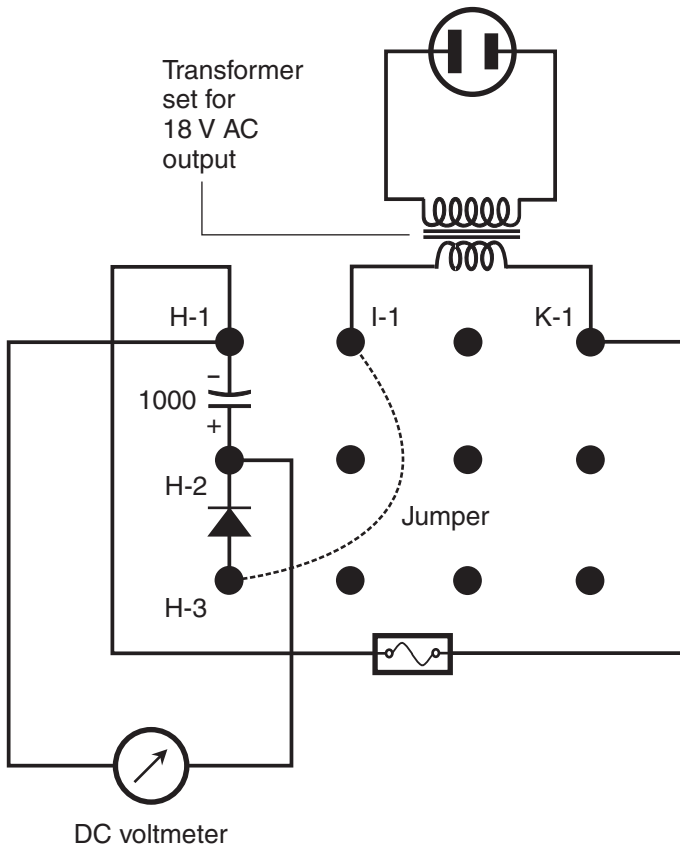 Transformer
set for
18 V AC
output
H-1
I-1
K-1
–
1000
+
H-2
Jumper
H-3
DC voltmeter